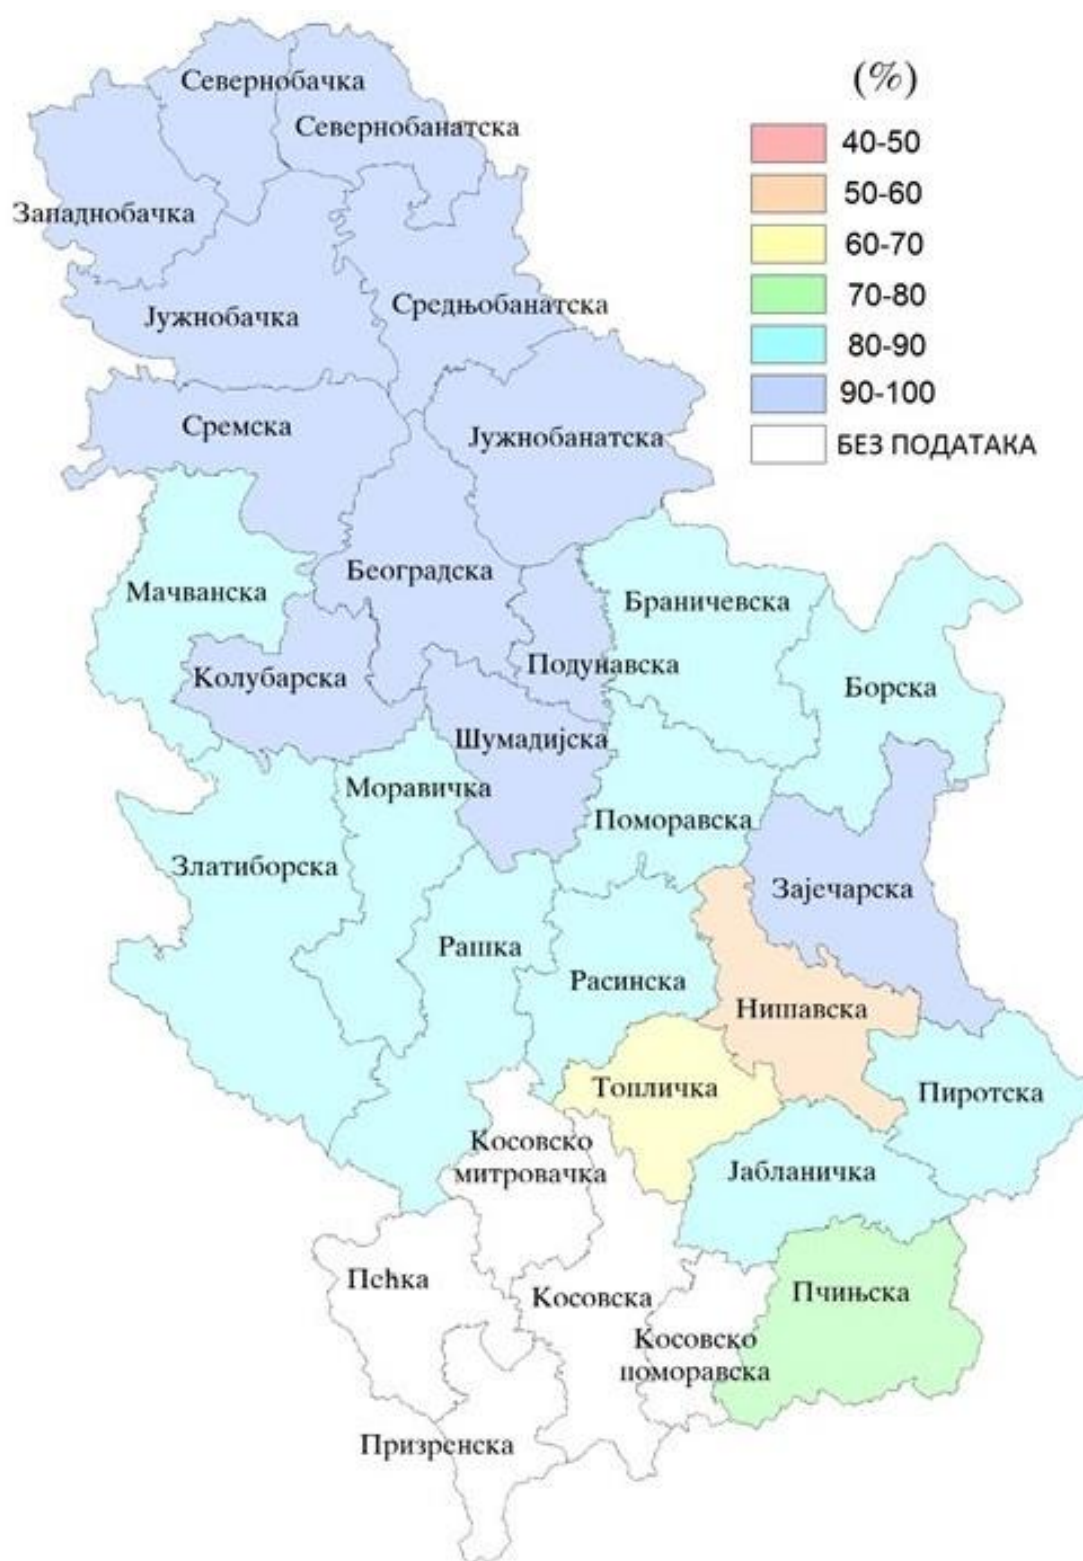 (%)
40-50
50-60
60-70
70-80
80-90
90-100
БЕЗ ПОДАТАКА
Севернобачка
Севернобанатска
Западнобачка
Јужнобачка
Средњобанатска
Сремска
Јужнобанатска
Мачванска
Београдска
Браничевска
Колубарска
Подунавска
Борска
Шумадијска
Моравичка
Поморавска
Златиборска
Зајечарска
Рашка
Расинска
Нишавска
Топличка
Пиротска
Косовско
митровачка
Јабланичка
Пећка
Косовска
Пчињска
Косовско
поморавска
Призренска